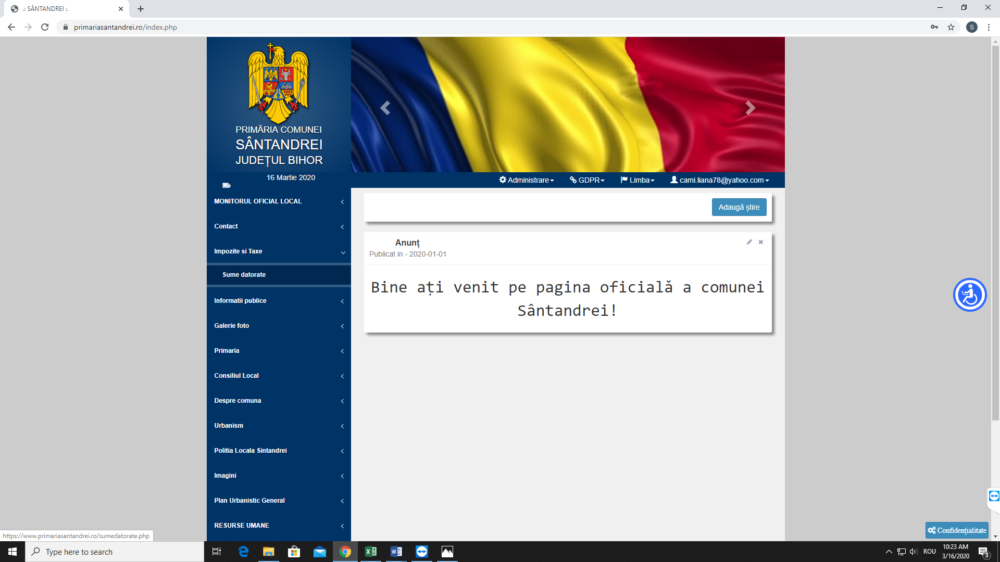 .: SÂNTANDREI :.
primariasantandrei.ro/index.php
S
PRIMĂRIA COMUNEI
SÂNTANDREI
JUDEȚUL BIHOR
16 Martie 2020
Administrare
GDPR
Limba
cami.liana78@yahoo.com
MONITORUL OFICIAL LOCAL
Contact
Impozite si Taxe
Sume datorate
Informatii publice
Galerie foto
Primaria
Consiliul Local
Despre comuna
Urbanism
Politia Locala Sintandrei
Imagini
Plan Urbanistic General
RESURSE UMANE
Adaugă știre
Anunț
Publicat in - 2020-01-01
Bine ați venit pe pagina oficială a comunei
Sântandrei!
Confidențialitate
https://www.primariasantandrei.ro/sumedatorate.php
Type here to search
ROU
10:23 AM
3/16/2020
3